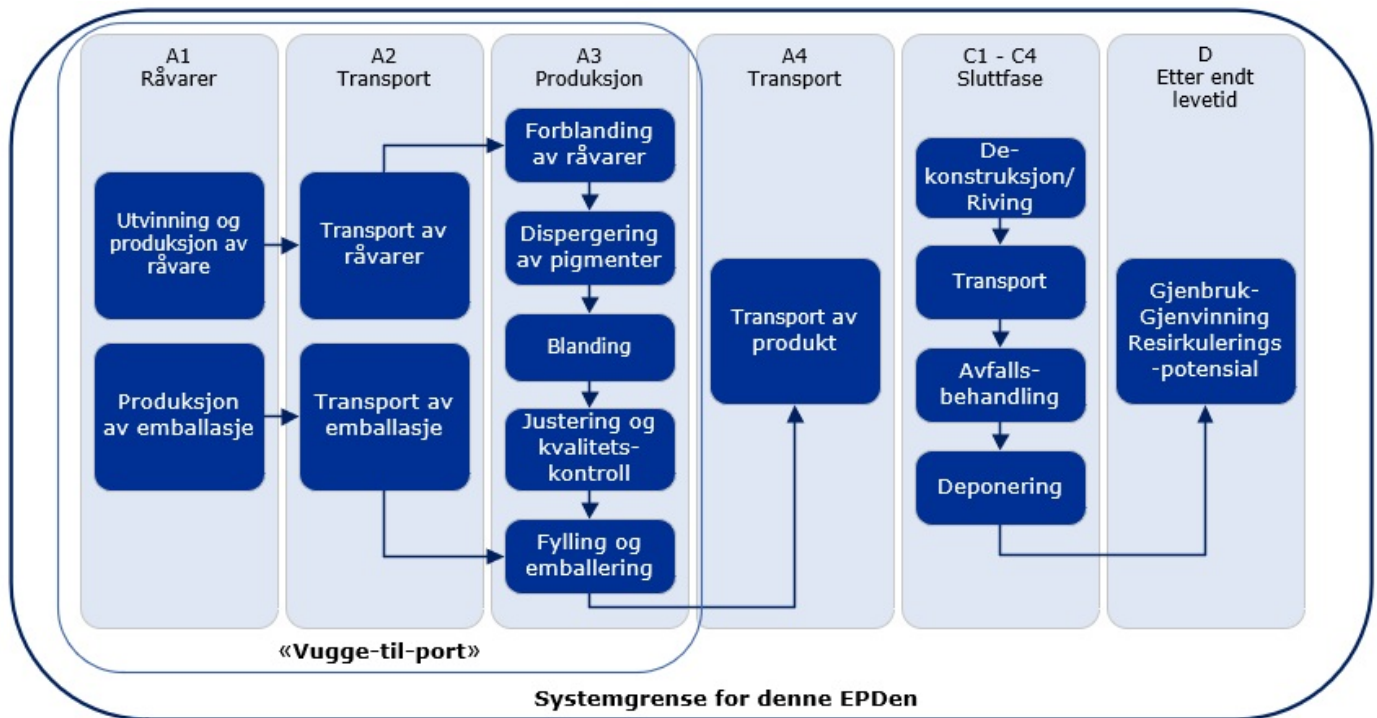 A1
Råvarer
A2
Transport
A3
Produksjon
A4
Transport
C1 - C4
Sluttfase
D
Etter endt
levetid
Utvinning og
produksjon av
råvare
Produksjon
av emballasje
Transport av
råvarer
Transport av
emballasje
Forblanding
av råvarer
Dispergering
av pigmenter
Blanding
Justering og
kvalitets-
kontroll
Fylling og
emballering
Transport av
produkt
De-
konstruksjon/
Riving
Transport
Avfalls-
behandling
Deponering
Gjenbruk-
Gjenvinning
Resirkulerings
-potensial
«Vugge-til-port»
Systemgrense for denne EPDen